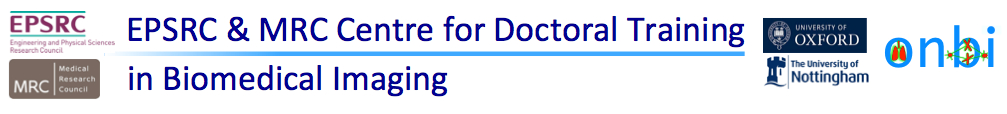 EPSRC
Engineering and Physical Sciences
Research Council
MRC
Medical
Research
Council
EPSRC & MRC Centre for Doctoral Training
in Biomedical Imaging
UNIVERSITY OF
OXFORD
The University of
Nottingham
onbi